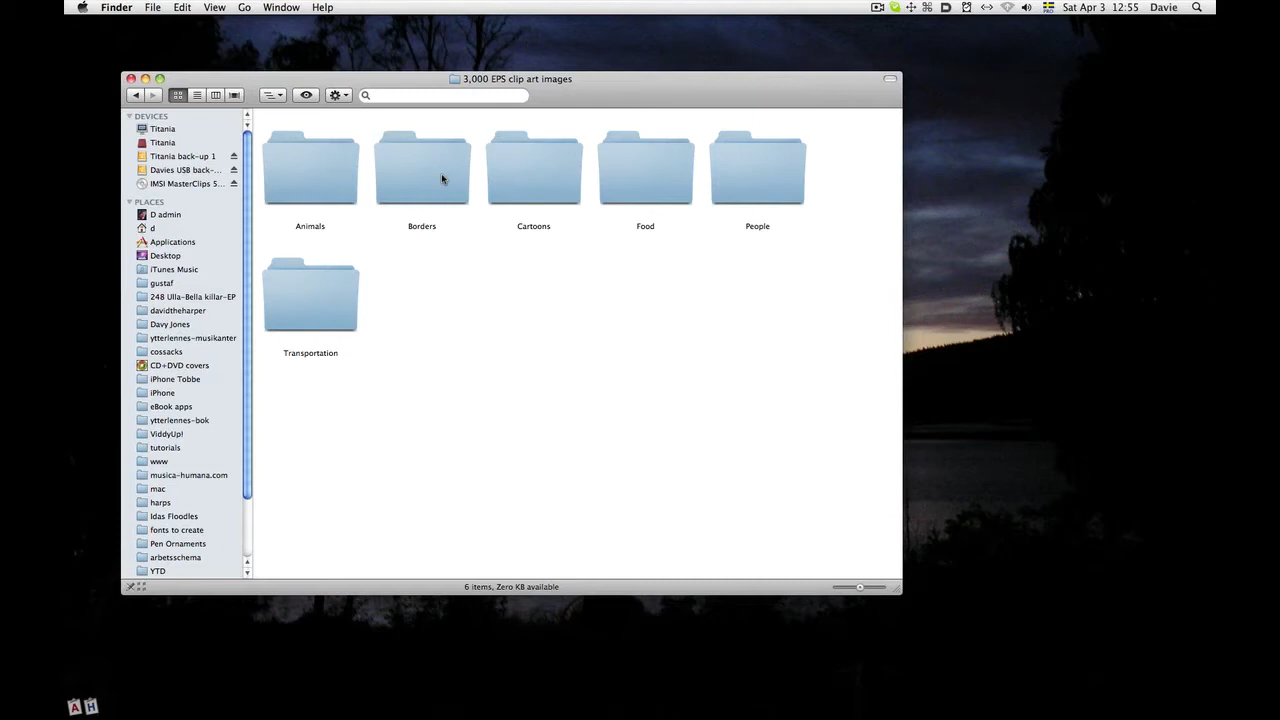 Finder File Edit View Go Window Help
Sat Apr 3 12:55 Davie
3,000 EPS clip art images
DEVICES
Titania
Titania
Titania back-up 1
Davies USB back-...
IMSI MasterClips 5...
PLACES
D admin
d
Applications
Desktop
iTunes Music
gustaf
248 Ulla-Bella killar-EP
davidtheharper
Davy Jones
ytterlennes-musikanter
cossacks
CD+DVD covers
iPhone Tobbe
iPhone
eBook apps
ytterlennes-bok
ViddyUp!
tutorials
www
musica-humana.com
mac
harps
Idas Floodles
fonts to create
Pen Ornaments
arbetsschema
YTD
Animals Borders Cartoons Food People
Transportation
6 items, Zero KB available
A H